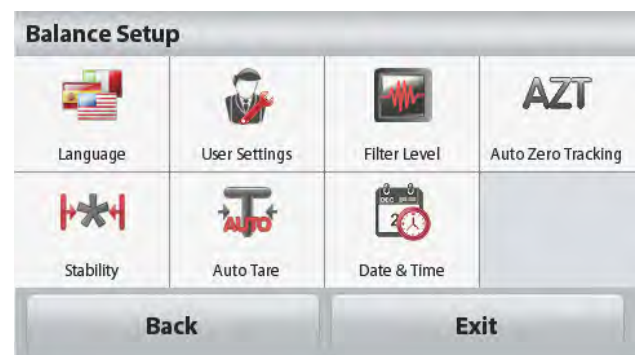 Balance Setup
AZT
Language User Settings Filter Level Auto Zero Tracking
AUTO
DEC
2
Stability Auto Tare Date & Time
Back Exit